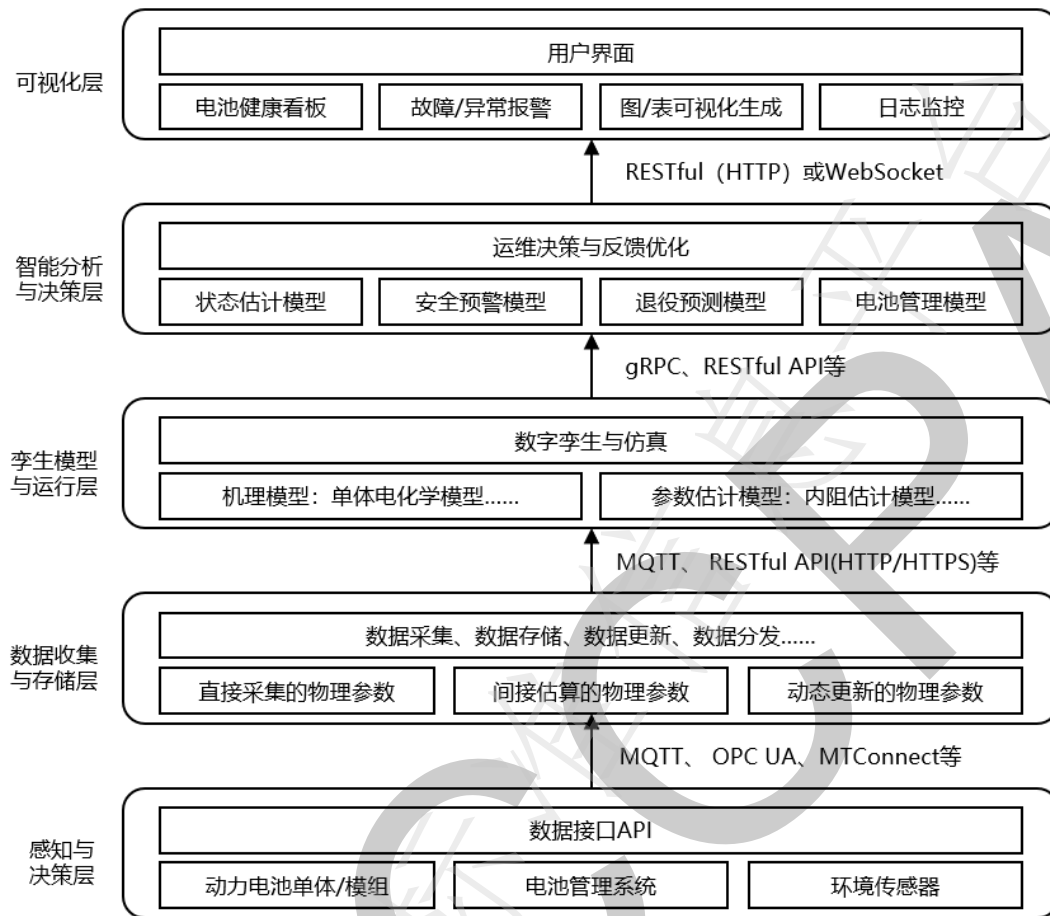 用户界面
可视化层
电池健康看板 故障/异常报警 图/表可视化生成 日志监控
RESTful（HTTP）或WebSocket
运维决策与反馈优化
智能分析
与决策层
状态估计模型 安全预警模型 退役预测模型 电池管理模型
gRPC、RESTful API等
数字孪生与仿真
孪生模型
与运行层
机理模型：单体电化学模型…… 参数估计模型：内阻估计模型……
MQTT、 RESTful API(HTTP/HTTPS)等
数据采集、数据存储、数据更新、数据分发……
数据收集
与存储层
直接采集的物理参数 间接估算的物理参数 动态更新的物理参数
MQTT、 OPC UA、MTConnect等
数据接口API
感知与
决策层
动力电池单体/模组 电池管理系统 环境传感器